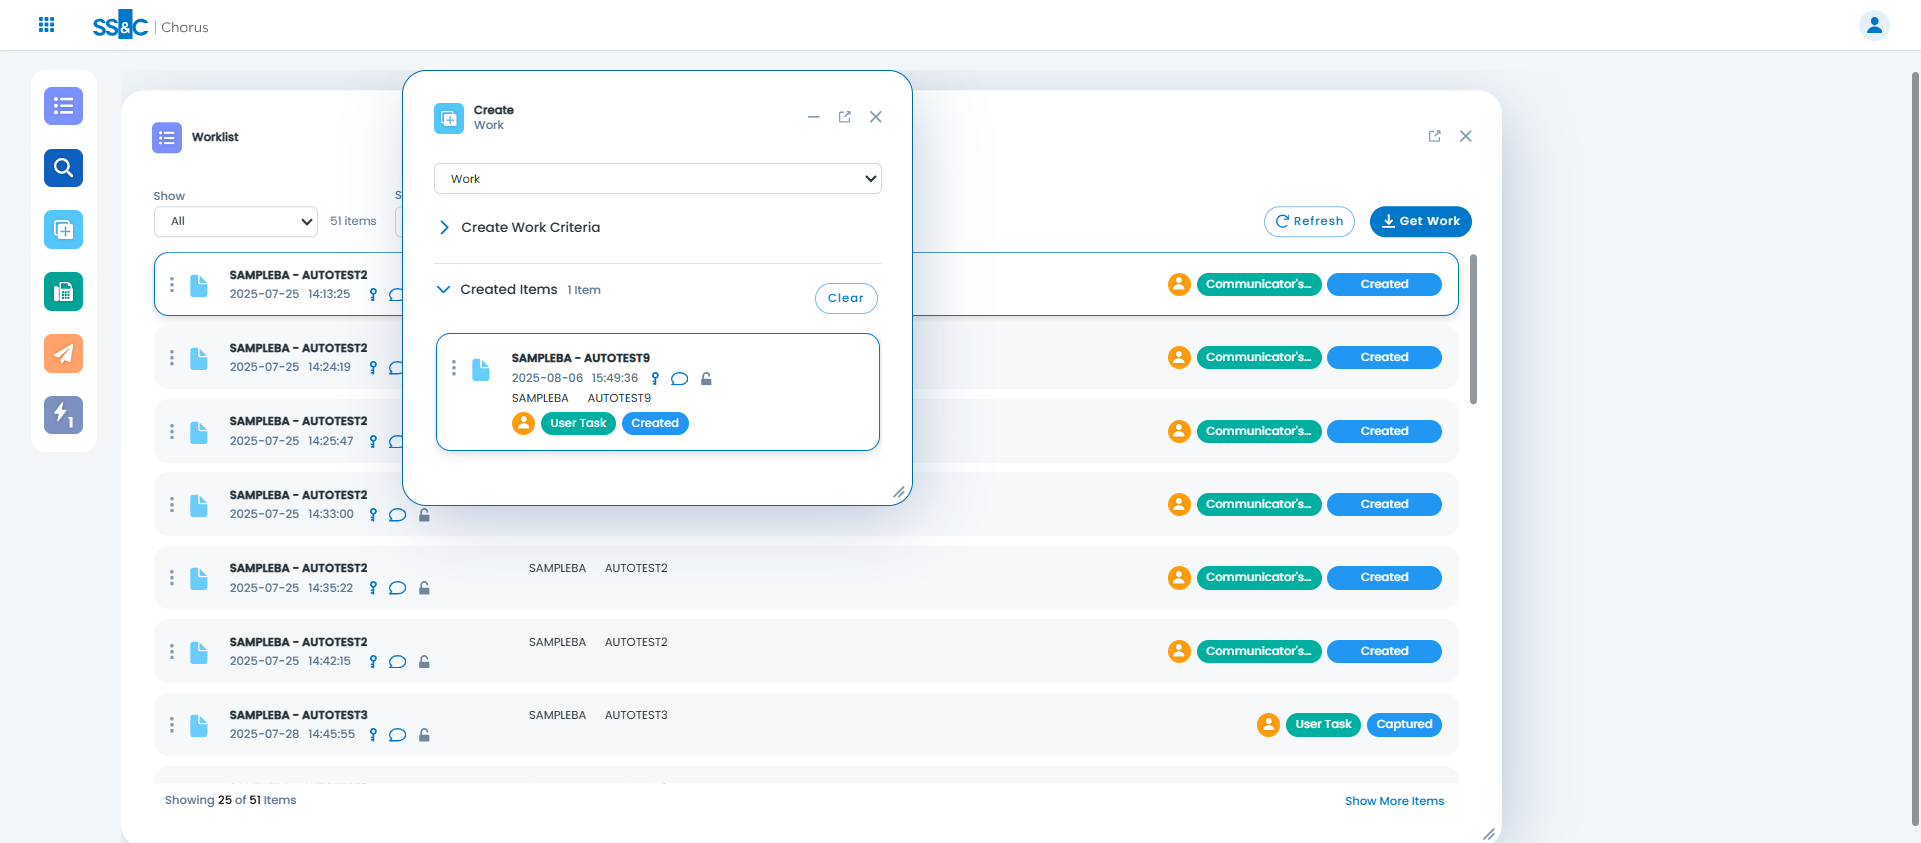 SS&C | Chorus
Create
Work
Worklist
Work
Show
S
All
51 items
Create Work Criteria
Refresh
Get Work
Created Items 1 Item
Clear
SAMPLEBA - AUTOTEST2
2025-07-25 14:13:25
Communicator's...
Created
SAMPLEBA - AUTOTEST9
2025-08-06 15:49:36
SAMPLEBA AUTOTEST9
User Task
Created
SAMPLEBA - AUTOTEST2
2025-07-25 14:24:19
Communicator's...
Created
SAMPLEBA - AUTOTEST2
2025-07-25 14:25:47
Communicator's...
Created
SAMPLEBA - AUTOTEST2
2025-07-25 14:33:00
Communicator's...
Created
SAMPLEBA - AUTOTEST2
2025-07-25 14:35:22
SAMPLEBA AUTOTEST2
Communicator's...
Created
SAMPLEBA - AUTOTEST2
2025-07-25 14:42:15
SAMPLEBA AUTOTEST2
Communicator's...
Created
SAMPLEBA - AUTOTEST3
2025-07-28 14:45:55
SAMPLEBA AUTOTEST3
User Task
Captured
1
Showing 25 of 51 Items
Show More Items